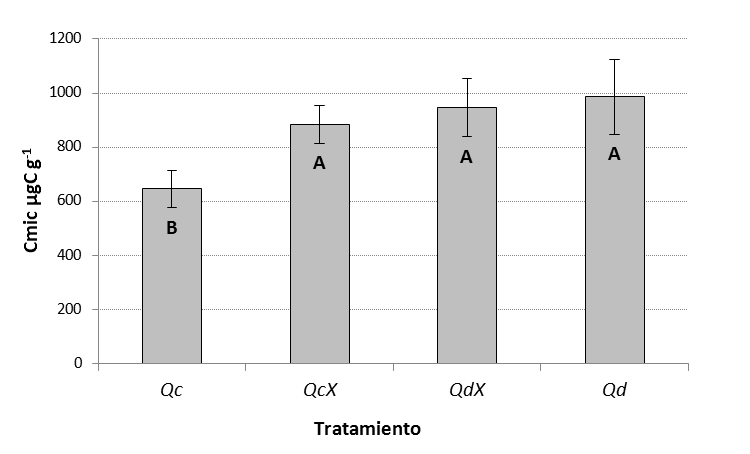 1200
1000
800
600
400
200
0
Cmic µgC g⁻¹
B
A
A
A
Qc QcX QdX Qd
Tratamiento